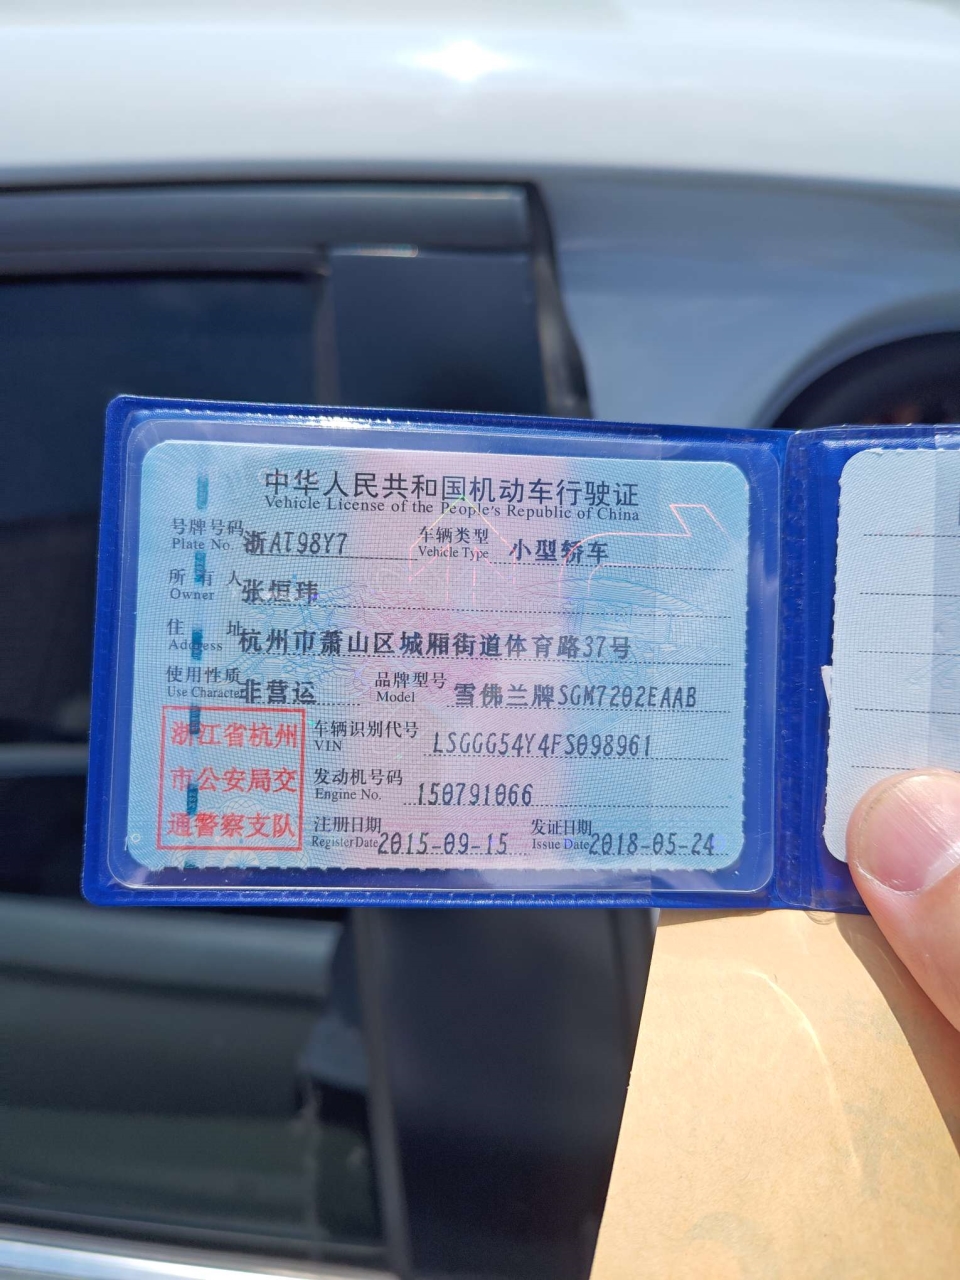 中华人民共和国机动车行驶证
Vehicle License of the People's Republic of China
号牌号码 浙AT98Y7 车辆类型 小型轿车
Plate No. Vehicle Type
所有人 张烜玮
Owner
住址 杭州市萧山区城厢街道体育路37号
Address
使用性质 非营运 品牌型号 雪佛兰牌SGM7202EAAB
Use Character Model
浙江省杭州
市公安局交
通警察支队
车辆识别代号 LSGGG54Y4FS098961
VIN
发动机号码 150791066
Engine No.
注册日期 2015-09-15 发证日期 2018-05-24
Register Date Issue Date